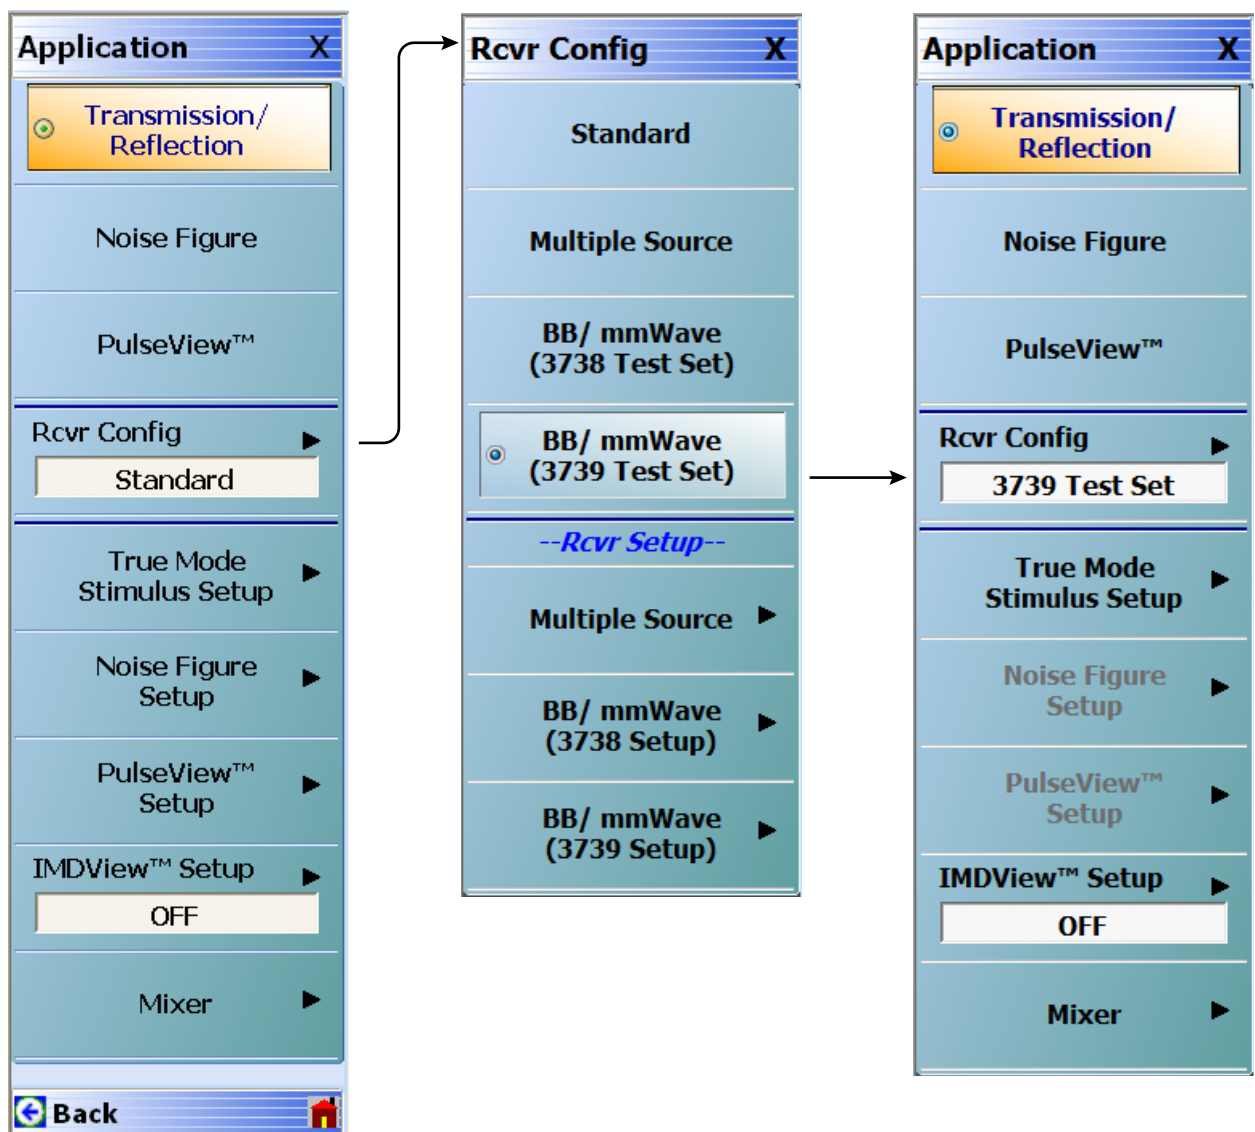 Application X
Transmission/
Reflection
Noise Figure
PulseView™
Rcvr Config
Standard
True Mode
Stimulus Setup
Noise Figure
Setup
PulseView™
Setup
IMDView™ Setup
OFF
Mixer
Back
Rcvr Config X
Standard
Multiple Source
BB/ mmWave
(3738 Test Set)
BB/ mmWave
(3739 Test Set)
--Rcvr Setup--
Multiple Source
BB/ mmWave
(3738 Setup)
BB/ mmWave
(3739 Setup)
Application X
Transmission/
Reflection
Noise Figure
PulseView™
Rcvr Config
3739 Test Set
True Mode
Stimulus Setup
Noise Figure
Setup
PulseView™
Setup
IMDView™ Setup
OFF
Mixer